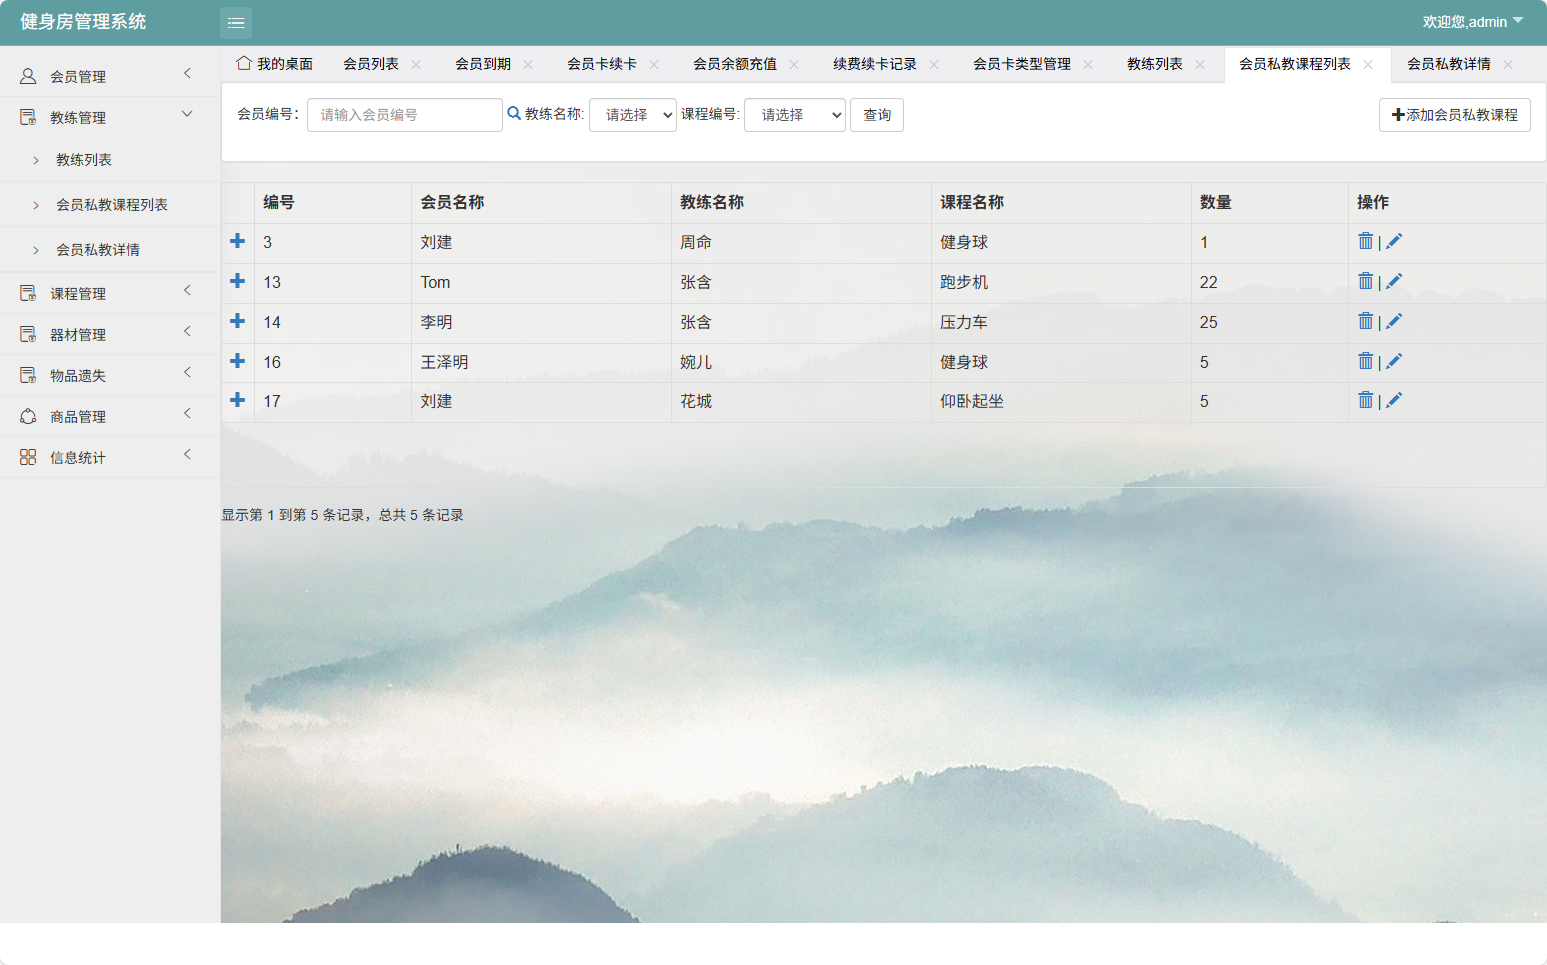 健身房管理系统
欢迎您,admin
会员管理
教练管理
教练列表
会员私教课程列表
会员私教详情
课程管理
器材管理
物品遗失
商品管理
信息统计
我的桌面 会员列表 会员到期 会员卡续卡 会员余额充值 续费续卡记录 会员卡类型管理 教练列表 会员私教课程列表 会员私教详情
会员编号： 请输入会员编号 教练名称: 请选择 课程编号: 请选择 查询 添加会员私教课程
编号 会员名称 教练名称 课程名称 数量 操作
3 刘建 周命 健身球 1 |
13 Tom 张含 跑步机 22 |
14 李明 张含 压力车 25 |
16 王泽明 婉儿 健身球 5 |
17 刘建 花城 仰卧起坐 5 |
显示第 1 到第 5 条记录，总共 5 条记录